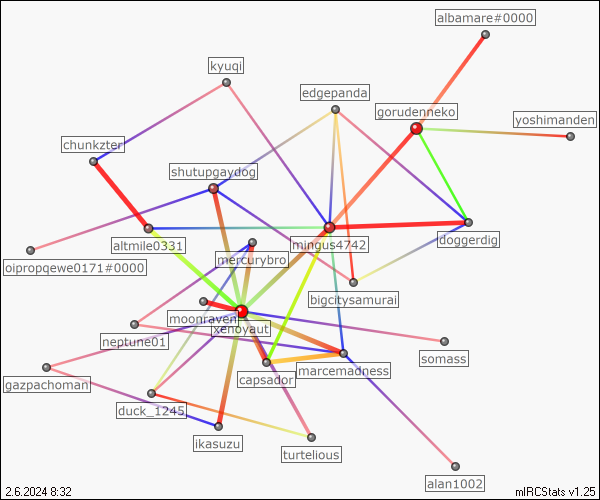 albamare#0000
kyuqi
edgepanda
gorudenneko
yoshimanden
chunkzter
shutupgaydog
altmile0331
mingus4742
doggerdig
mercurybro
oipropqewe0171#0000
bigcitysamurai
moonraven
xenoyaut
neptune01
somass
marcemadness
gazpachoman
capsador
duck_1245
ikasuzu
turtelious
alan1002
2.6.2024 8:32
mIRCStats v1.25